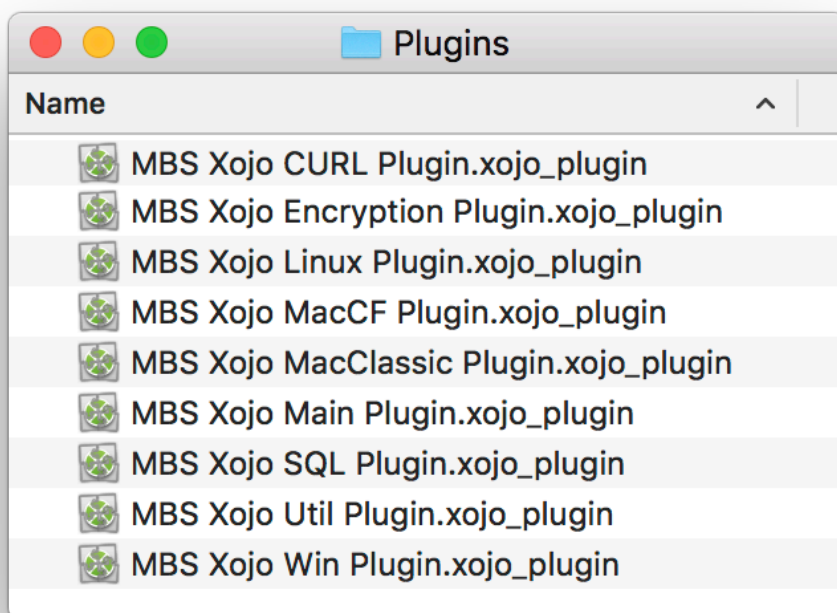 Plugins
Name
MBS Xojo CURL Plugin.xojo_plugin
MBS Xojo Encryption Plugin.xojo_plugin
MBS Xojo Linux Plugin.xojo_plugin
MBS Xojo MacCF Plugin.xojo_plugin
MBS Xojo MacClassic Plugin.xojo_plugin
MBS Xojo Main Plugin.xojo_plugin
MBS Xojo SQL Plugin.xojo_plugin
MBS Xojo Util Plugin.xojo_plugin
MBS Xojo Win Plugin.xojo_plugin